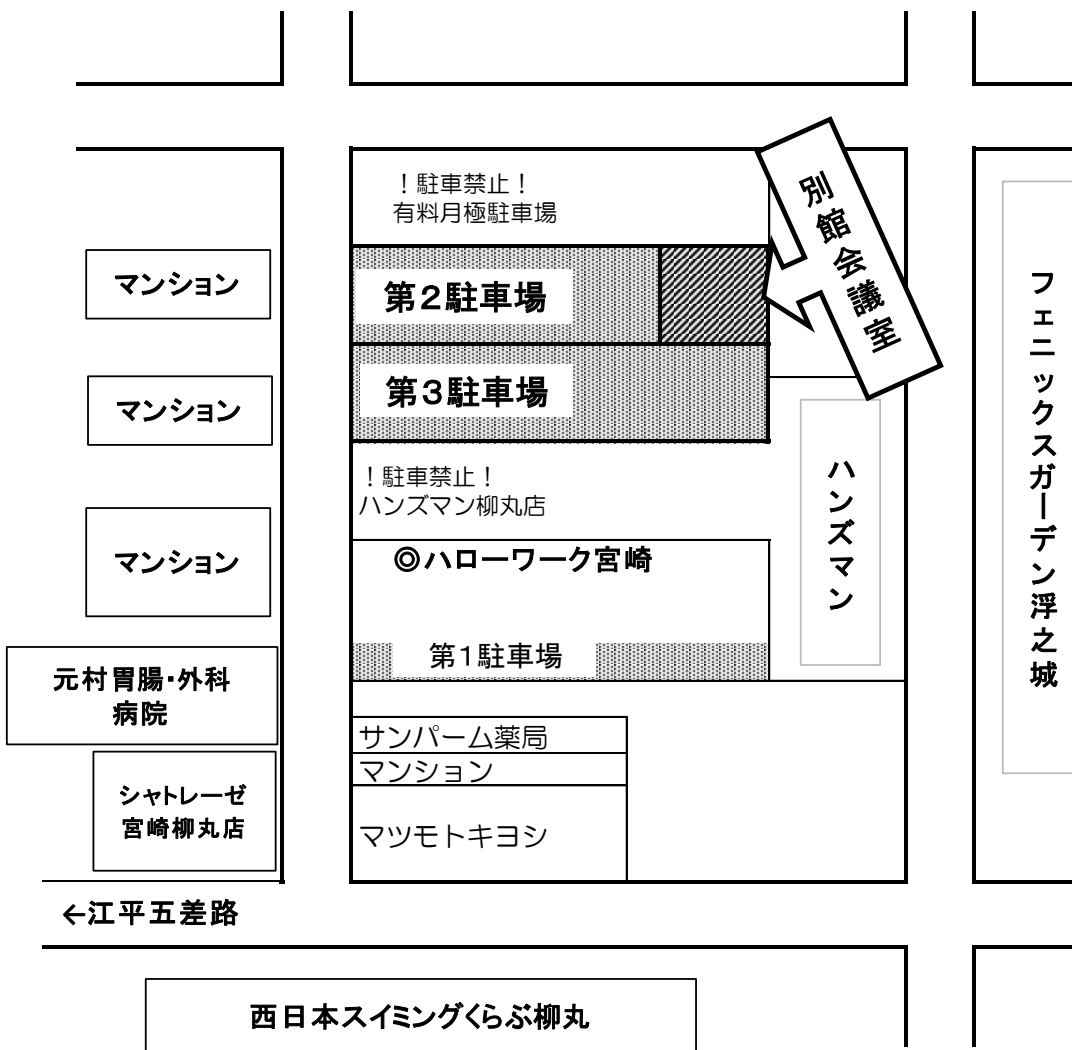 ！駐車禁止！
有料月極駐車場
別館会議室
第２駐車場
第３駐車場
！駐車禁止！
ハンズマン柳丸店
◎ハローワーク宮崎
第１駐車場
ハンズマン
フェニックスガーデン浮之城
マンション
マンション
マンション
元村胃腸・外科
病院
シャトレーゼ
宮崎柳丸店
サンパーム薬局
マンション
マツモトキヨシ
←江平五差路
西日本スイミングくらぶ柳丸